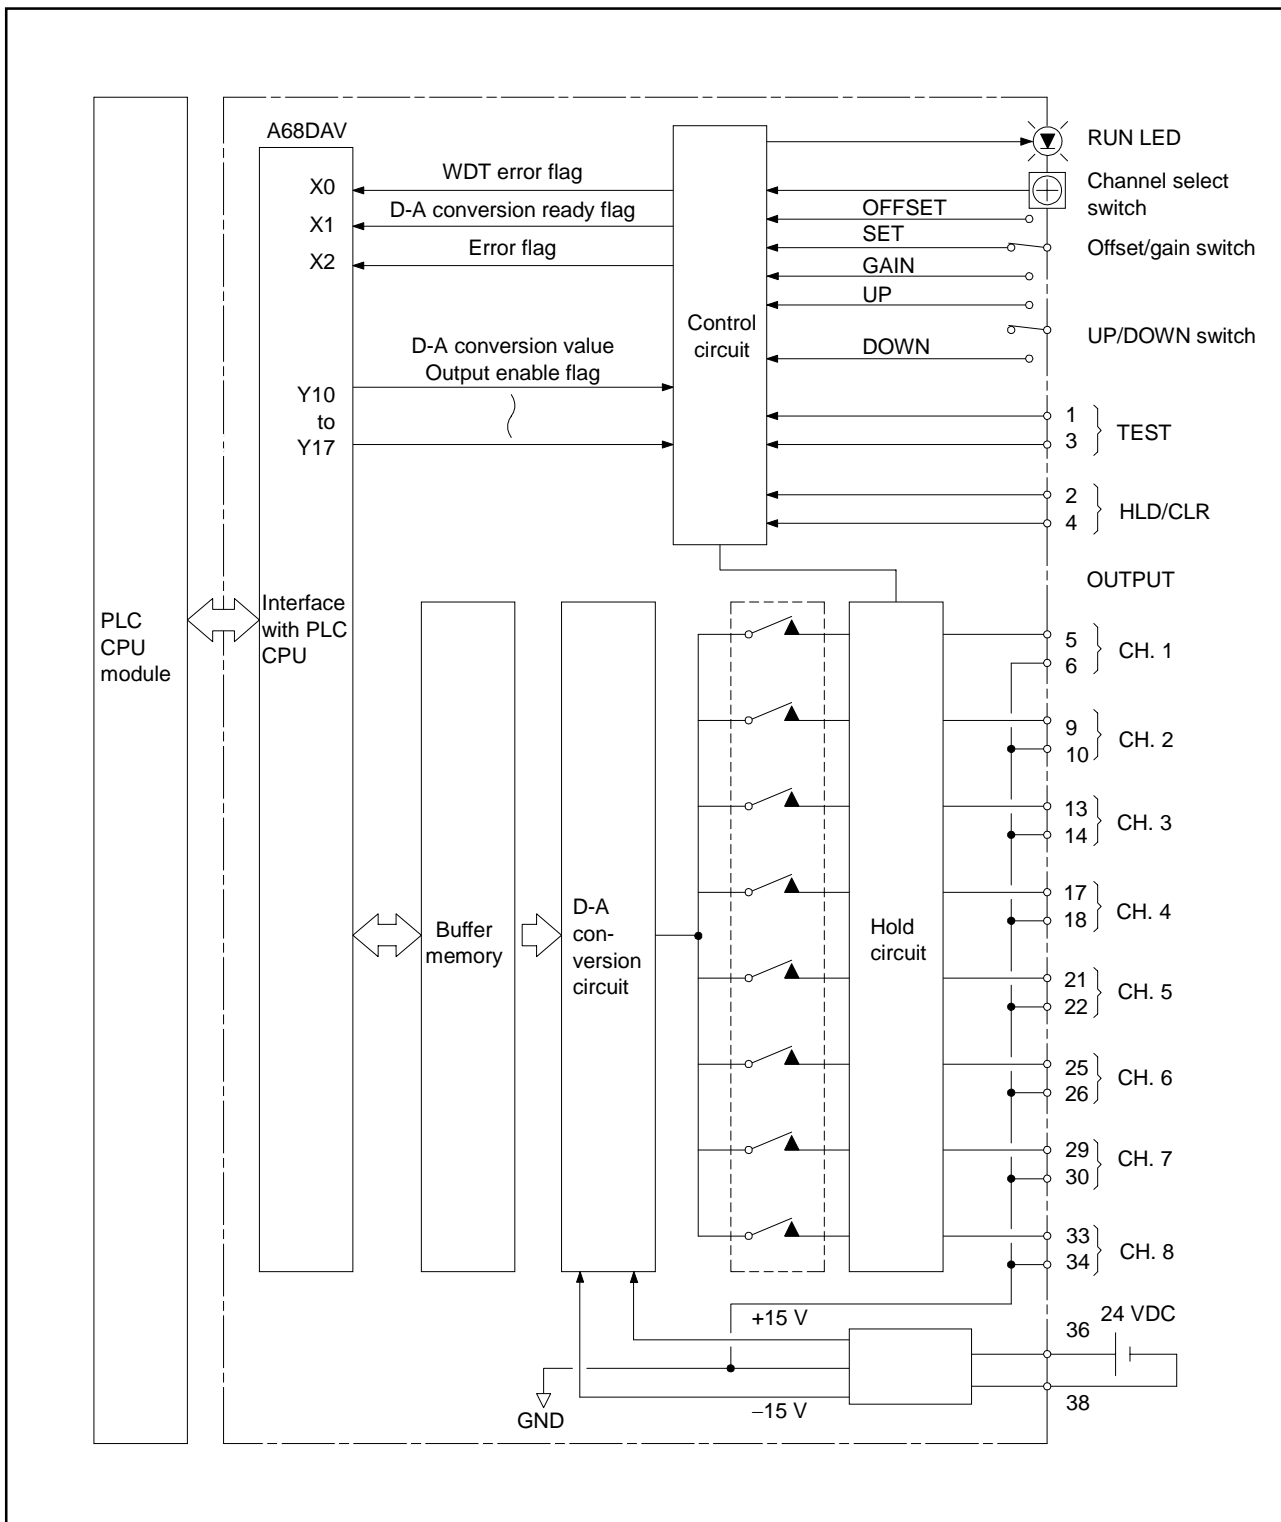 A68DAV
RUN LED
WDT error flag
X0
Channel select
switch
D-A conversion ready flag
OFFSET
X1
SET
Offset/gain switch
Error flag
X2
GAIN
UP
Control
circuit
UP/DOWN switch
D-A conversion value
DOWN
Output enable flag
Y10
to
Y17
1
3
TEST
2
4
HLD/CLR
OUTPUT
PLC
CPU
module
Interface
with PLC
CPU
5
6
CH. 1
9
10
CH. 2
13
14
CH. 3
17
18
CH. 4
Buffer
memory
D-A
con-
version
circuit
Hold
circuit
21
22
CH. 5
25
26
CH. 6
29
30
CH. 7
33
34
CH. 8
+15 V
36
24 VDC
GND
−15 V
38